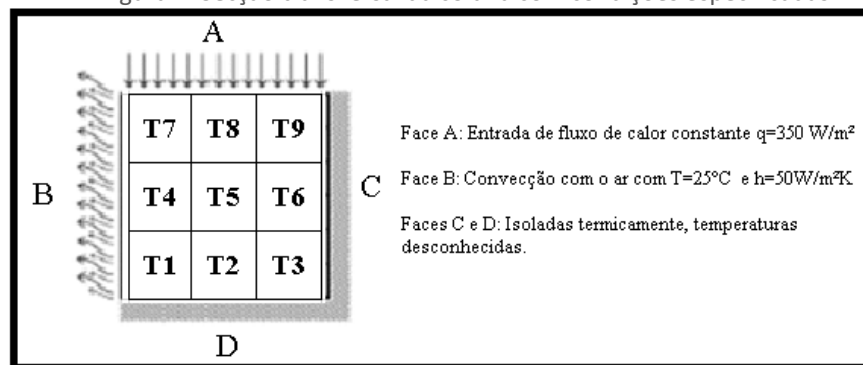 A
T7 T8 T9
T4 T5 T6
T1 T2 T3
B
C
D
Face A: Entrada de fluxo de calor constante q=350 W/m²
Face B: Convecção com o ar com T=25°C e h=50W/m²K
Faces C e D: Isoladas termicamente, temperaturas
desconhecidas.